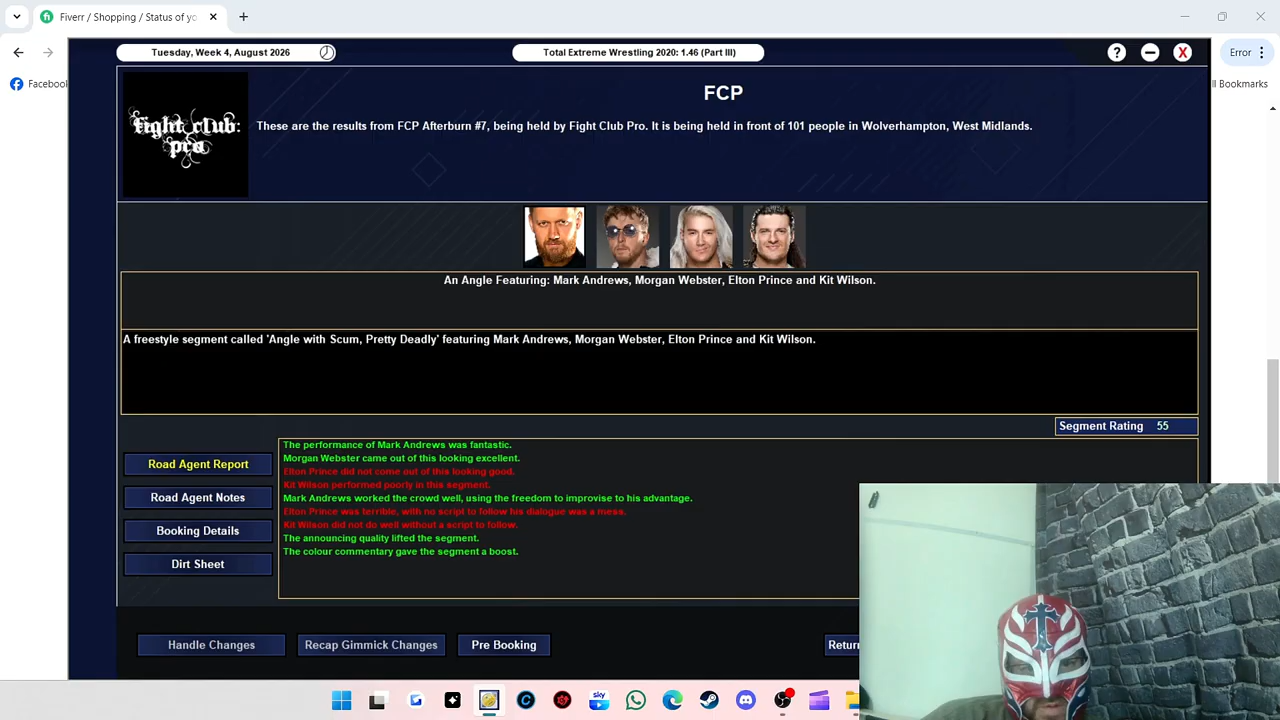 Fiverr / Shopping / Status of yo
Tuesday, Week 4, August 2026
Total Extreme Wrestling 2020: 1.46 (Part III)
?
X
Error
Facebook
ll Bookmarks
fight club:
pro
FCP
These are the results from FCP Afterburn #7, being held by Fight Club Pro. It is being held in front of 101 people in Wolverhampton, West Midlands.
An Angle Featuring: Mark Andrews, Morgan Webster, Elton Prince and Kit Wilson.
A freestyle segment called 'Angle with Scum, Pretty Deadly' featuring Mark Andrews, Morgan Webster, Elton Prince and Kit Wilson.
Segment Rating 55
Road Agent Report
Road Agent Notes
Booking Details
Dirt Sheet
The performance of Mark Andrews was fantastic.
Morgan Webster came out of this looking excellent.
Elton Prince did not come out of this looking good.
Kit Wilson performed poorly in this segment.
Mark Andrews worked the crowd well, using the freedom to improvise to his advantage.
Elton Prince was terrible, with no script to follow his dialogue was a mess.
Kit Wilson did not do well without a script to follow.
The announcing quality lifted the segment.
The colour commentary gave the segment a boost.
Handle Changes
Recap Gimmick Changes
Pre Booking
Return
sky